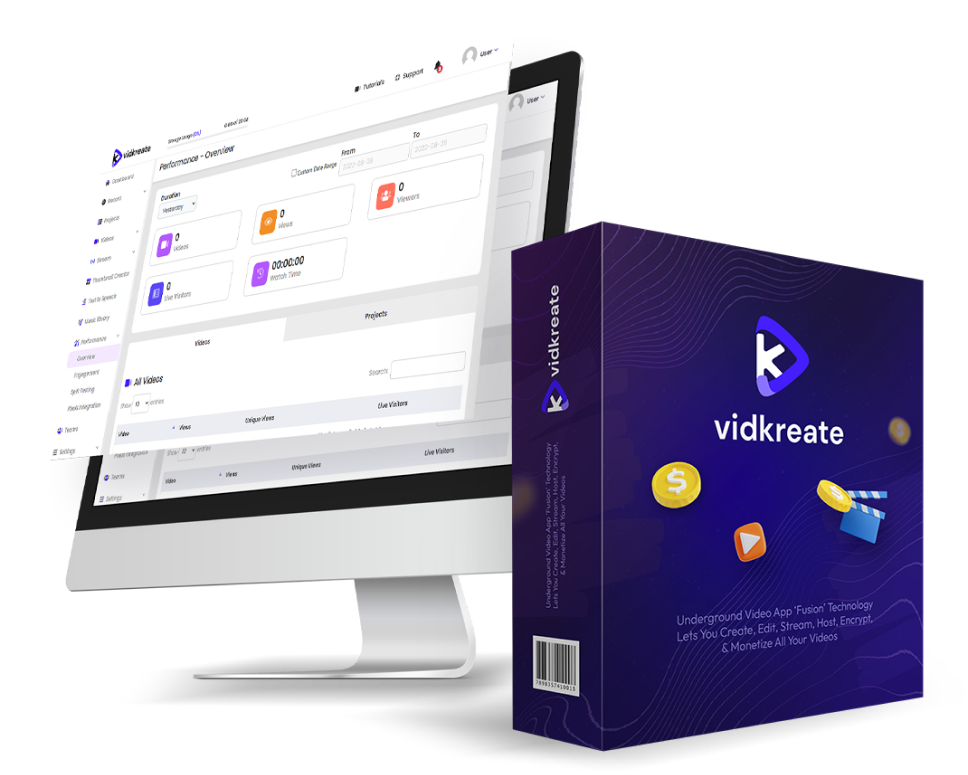 Tutorials
Support
User
vidkreate
Performance - Overview
Custom Date Range
From
2022-08-28
To
2022-08-28
Duration
Yesterday
0
Videos
0
Views
0
Viewers
0
Live Visitors
00:00:00
Watch Time
Dashboard
Record
Projects
Videos
Stream
Thumbnail Creator
Text to Speech
Music library
Performance
Overview
Engagement
Split Testing
Pixels Integration
Teams
Settings
Videos
Projects
All Videos
Show 10 entries
Search:
Video
Views
Unique Views
Live Visitors
User
Pixels Integration
Teams
Settings
Show 10 entries
Video
Views
Unique Views
Live Visitors
vidkreate
Underground Video App 'Fusion' Technology
Lets You Create, Edit, Stream, Host, Encrypt,
& Monetize All Your Videos
vidkreate
Underground Video App 'Fusion' Technology
Lets You Create, Edit, Stream, Host, Encrypt,
& Monetize All Your Videos